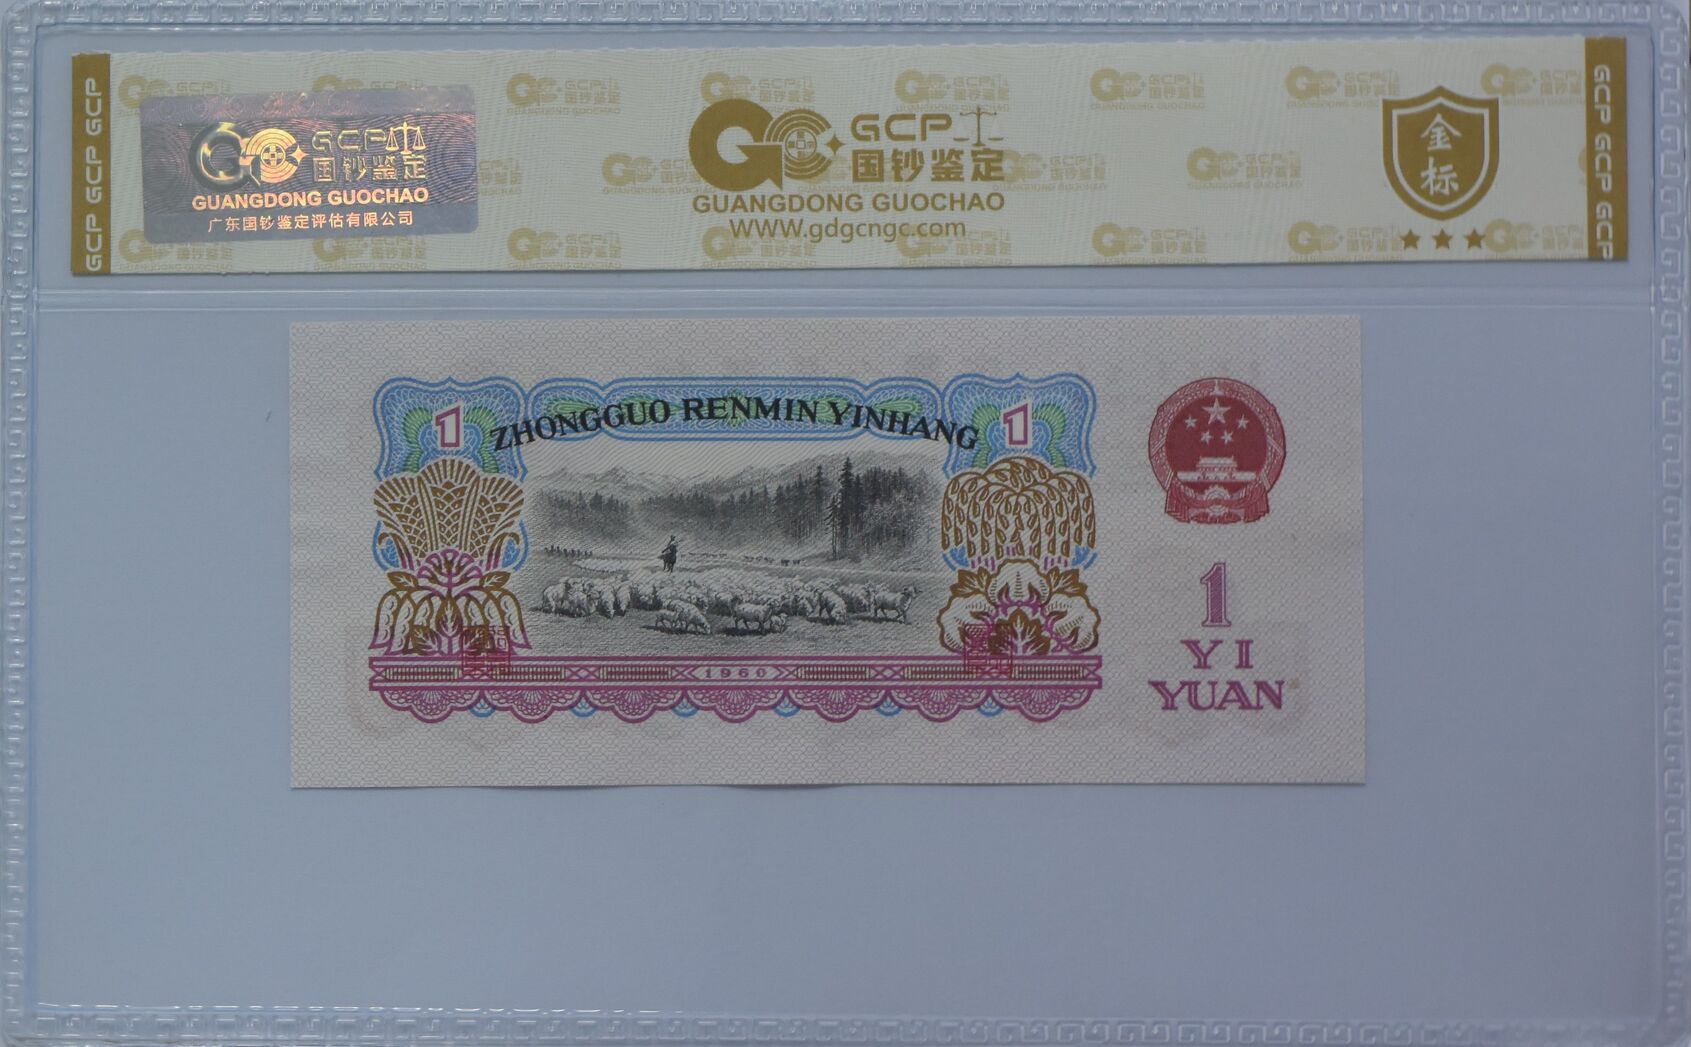 GCP GCP GCP
GCP
国钞鉴定
GUANGDONG GUOCHAO
广东国钞鉴定评估有限公司
GCP
国钞鉴定
GUANGDONG GUOCHAO
www.gdgcngc.com
金标
GCP GCP GCP
ZHONGGUO RENMIN YINHANG
1
1
1960
1
YI
YUAN